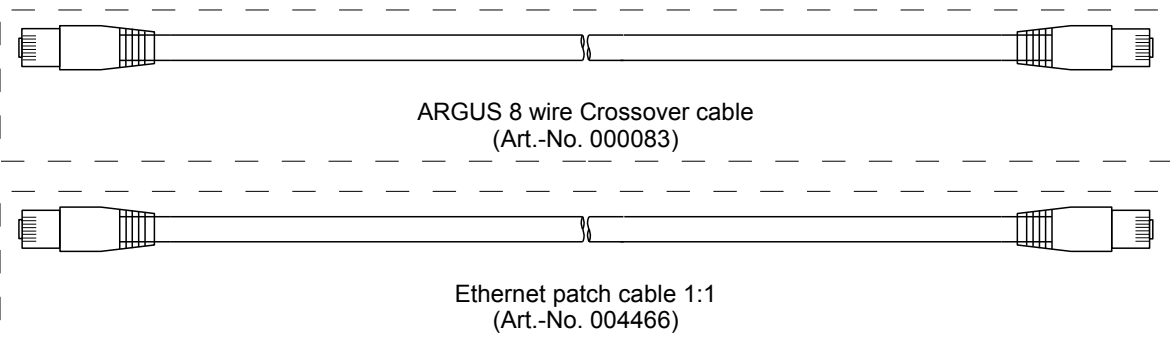 ARGUS 8 wire Crossover cable
(Art.-No. 000083)
Ethernet patch cable 1:1
(Art.-No. 004466)